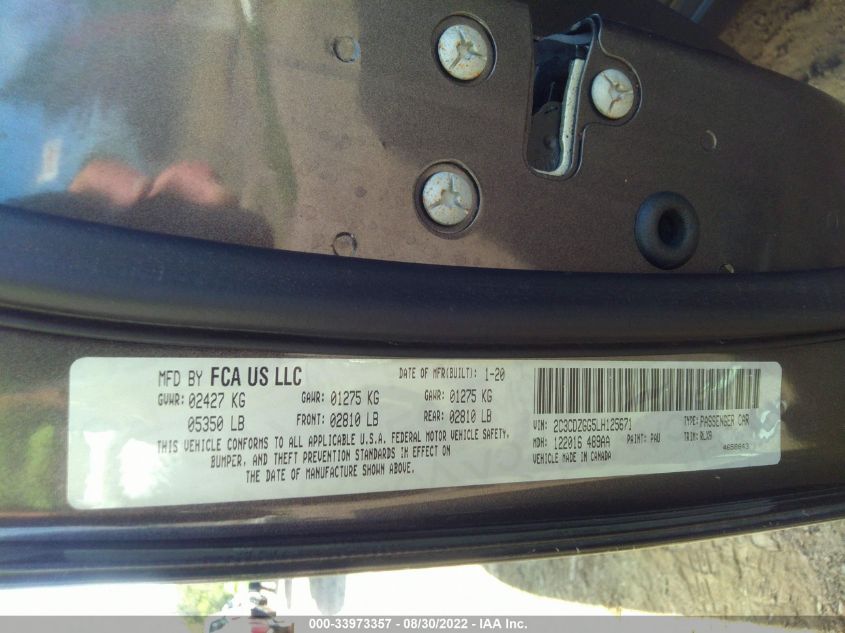 MFD BY FCA US LLC
DATE OF MFR(BUILT): 1-20
GVWR: 02427 KG GAWR: 01275 KG GAWR: 01275 KG
05350 LB FRONT: 02810 LB REAR: 02810 LB
THIS VEHICLE CONFORMS TO ALL APPLICABLE U.S.A. FEDERAL MOTOR VEHICLE SAFETY,
BUMPER, AND THEFT PREVENTION STANDARDS IN EFFECT ON
THE DATE OF MANUFACTURE SHOWN ABOVE.
VIN: 2C3CDZGG5LH125671 TYPE: PASSENGER CAR
MDH: 122016 489AA PAINT: PAU TRIM: RLX9
VEHICLE MADE IN CANADA
000-33973357 - 08/30/2022 - IAA Inc.